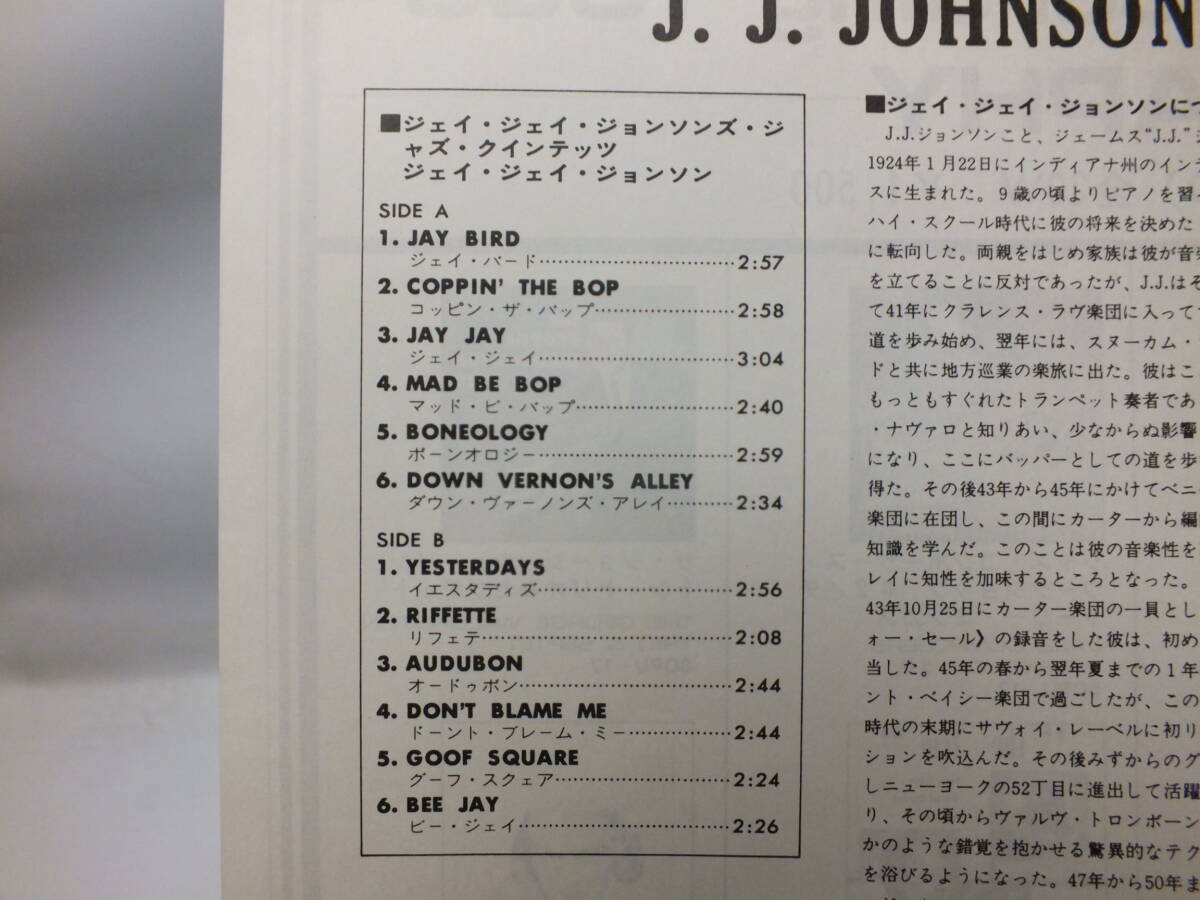 J. J. JOHNSON
■ジェイ・ジェイ・ジョンソンズ・ジ
ャズ・クインテッツ
ジェイ・ジェイ・ジョンソン
SIDE A
1. JAY BIRD
ジェイ・バード…………………………2:57
2. COPPIN' THE BOP
コッピン・ザ・バップ…………………2:58
3. JAY JAY
ジェイ・ジェイ…………………………3:04
4. MAD BE BOP
マッド・ビ・バップ……………………2:40
5. BONEOLOGY
ボーンオロジー…………………………2:59
6. DOWN VERNON'S ALLEY
ダウン・ヴァーノンズ・アレイ………2:34
SIDE B
1. YESTERDAYS
イエスタディズ…………………………2:56
2. RIFFETTE
リフェテ…………………………………2:08
3. AUDUBON
オードゥボン……………………………2:44
4. DON'T BLAME ME
ドーント・ブレーム・ミー……………2:44
5. GOOF SQUARE
グーフ・スクェア………………………2:24
6. BEE JAY
ビー・ジェイ……………………………2:26
■ジェイ・ジェイ・ジョンソンにつ
J.J.ジョンソンこと、ジェームス“J.J.”
1924年1月22日にインディアナ州のインデ
スに生まれた。9歳の頃よりピアノを習
ハイ・スクール時代に彼の将来を決めた
に転向した。両親をはじめ家族は彼が音
を立てることに反対であったが、J.J.はそ
て41年にクラレンス・ラヴ楽団に入って
道を歩み始め、翌年には、スヌーカム・
ドと共に地方巡業の楽旅に出た。彼はこ
もっともすぐれたトランペット奏者であ
・ナヴァロと知りあい、少なからぬ影響
になり、ここにバッパーとしての道を歩
得た。その後43年から45年にかけてベニー
楽団に在団し、この間にカーターから編
知識を学んだ。このことは彼の音楽性を
レイに知性を加味するところとなった。
43年10月25日にカーター楽団の一員とし
ォー・セール》の録音をした彼は、初め
当した。45年の春から翌年夏までの1年
ント・ベイシー楽団で過ごしたが、この
時代の末期にサヴォイ・レーベルに初リ
ションを吹込んだ。その後みずからのグ
しニューヨークの52丁目に進出して活躍
り、その頃からヴァルヴ・トロンボーン
かのような錯覚を抱かせる驚異的なテク
を浴びるようになった。47年から50年ま